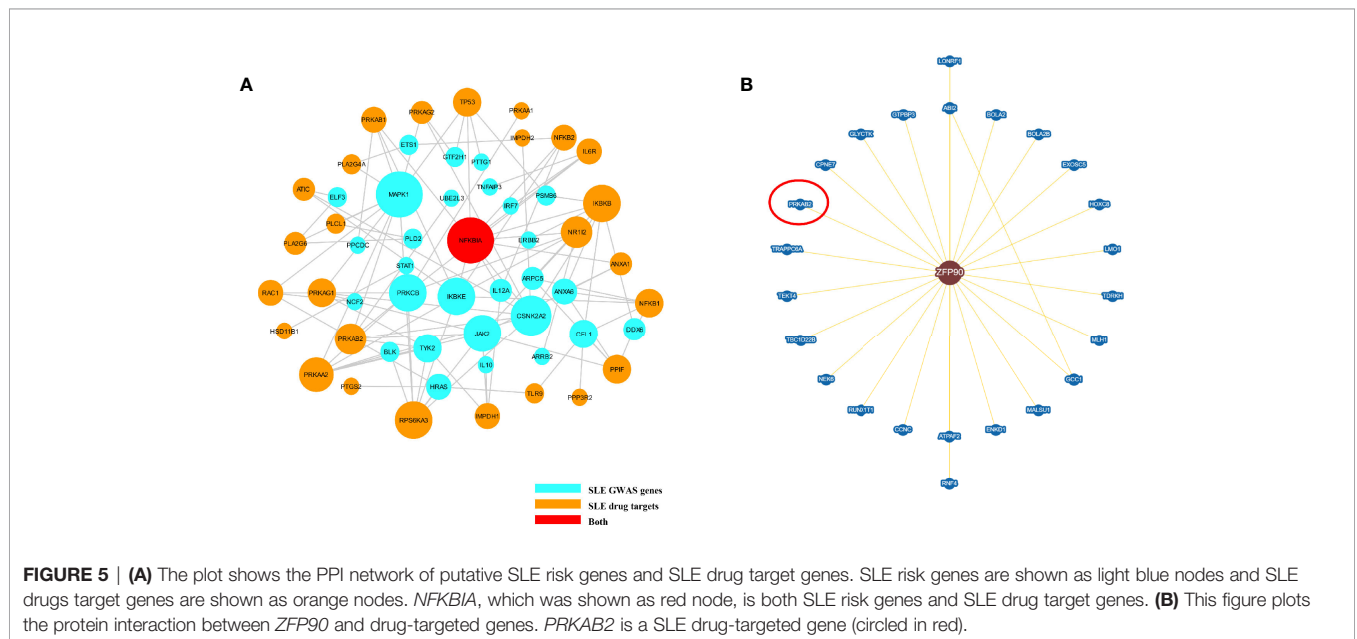 A
B
TP53
PRKAG2
PRKAA1
PRKAB1
IMPDH2
NFKB2
ETS1
GTF2H1
PTTG1
IL6R
PLA2G4A
TNFAIP3
ATIC
ELF3
MAPK1
UBE2L3
IRF7
PSMB6
IKBKB
PLCL1
PLA2G6
PPCDC
PLD2
NFKBIA
ERBB2
NR1I2
STAT1
ANXA1
ARPC5
RAC1
PRKAG1
NCF2
PRKCB
IKBKE
IL12A
ANXA6
NFKB1
HSD11B1
CSNK2A2
DDX6
PRKAB2
BLK
TYK2
JAK2
CFL1
ARRB2
IL10
PPIF
PRKAA2
PTGS2
HRAS
TLR9
PPP3R2
RPS6KA3
IMPDH1
SLE GWAS genes
SLE drug targets
Both
LONRF1
ABI2
GTPBP3
BOLA2
GLYCTK
BOLA2B
CPNE7
EXOSC5
PRKAB2
HOXC8
TRAPPC6A
LMO1
ZFP90
TEX14
TDRKH
TBC1D22B
MLH1
NEK6
GCC1
RUNX1T1
MALSU1
CCNC
ATPAF2
ENKD1
RNF4
FIGURE 5 | (A) The plot shows the PPI network of putative SLE risk genes and SLE drug target genes. SLE risk genes are shown as light blue nodes and SLE
drugs target genes are shown as orange nodes. NFKBIA, which was shown as red node, is both SLE risk genes and SLE drug target genes. (B) This figure plots
the protein interaction between ZFP90 and drug-targeted genes. PRKAB2 is a SLE drug-targeted gene (circled in red).